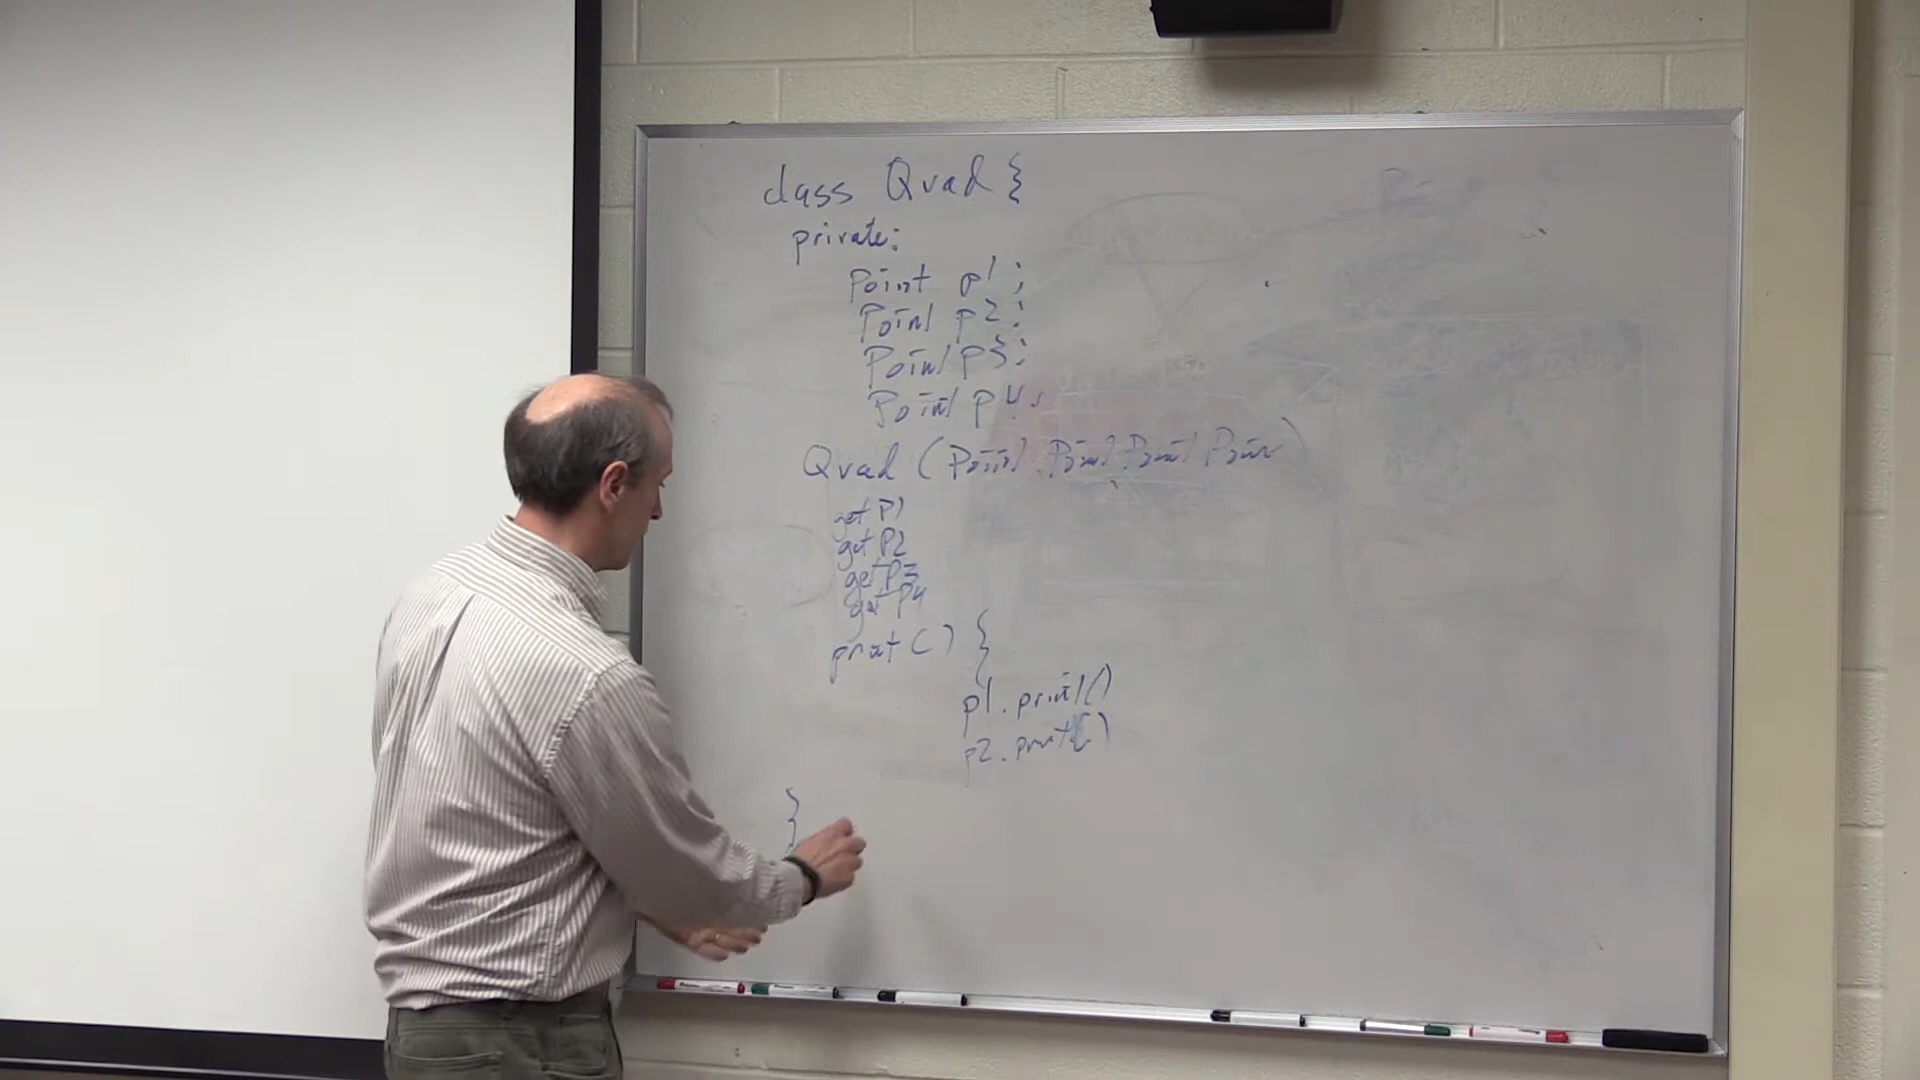 class Quad {
private:
Point p1;
Point p2;
Point p3;
Point p4;
Quad (Point, Point, Point, Point)
get P1
get P2
get P3
get P4
print() {
p1.print()
p2.print()
}